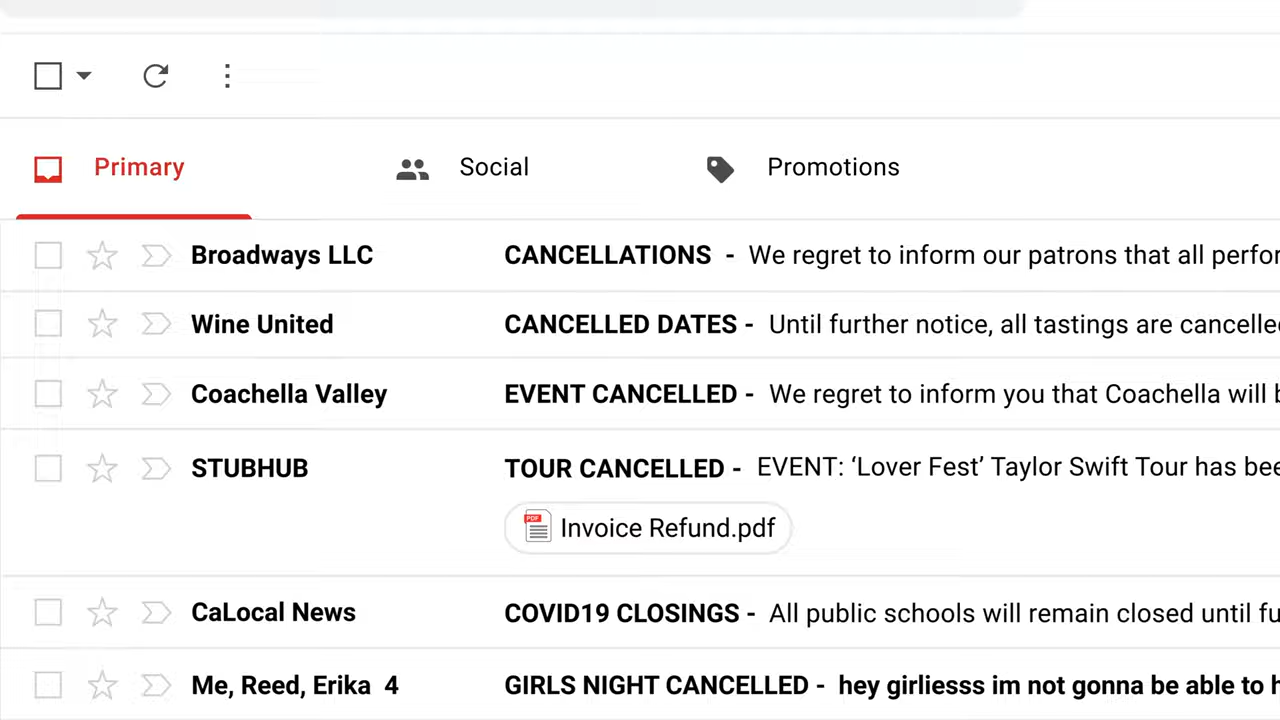 Primary Social Promotions
Broadways LLC CANCELLATIONS - We regret to inform our patrons that all
Wine United CANCELLED DATES - Until further notice, all tastings are
Coachella Valley EVENT CANCELLED - We regret to inform you that Coachella will
STUBHUB TOUR CANCELLED - EVENT: ‘Lover Fest’ Taylor Swift Tour has
PDF Invoice Refund.pdf
CaLocal News COVID19 CLOSINGS - All public schools will remain closed until
Me, Reed, Erika 4 GIRLS NIGHT CANCELLED - hey girliesss im not gonna be able to